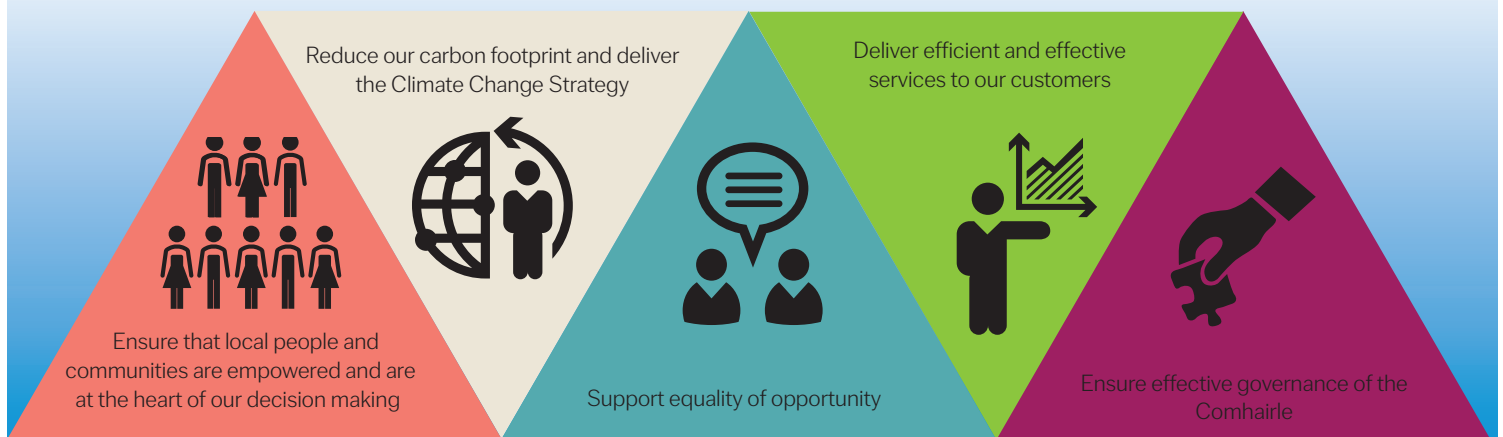 Ensure that local people and
communities are empowered and are
at the heart of our decision making
Reduce our carbon footprint and deliver
the Climate Change Strategy
Support equality of opportunity
Deliver efficient and effective
services to our customers
Ensure effective governance of the
Comhairle